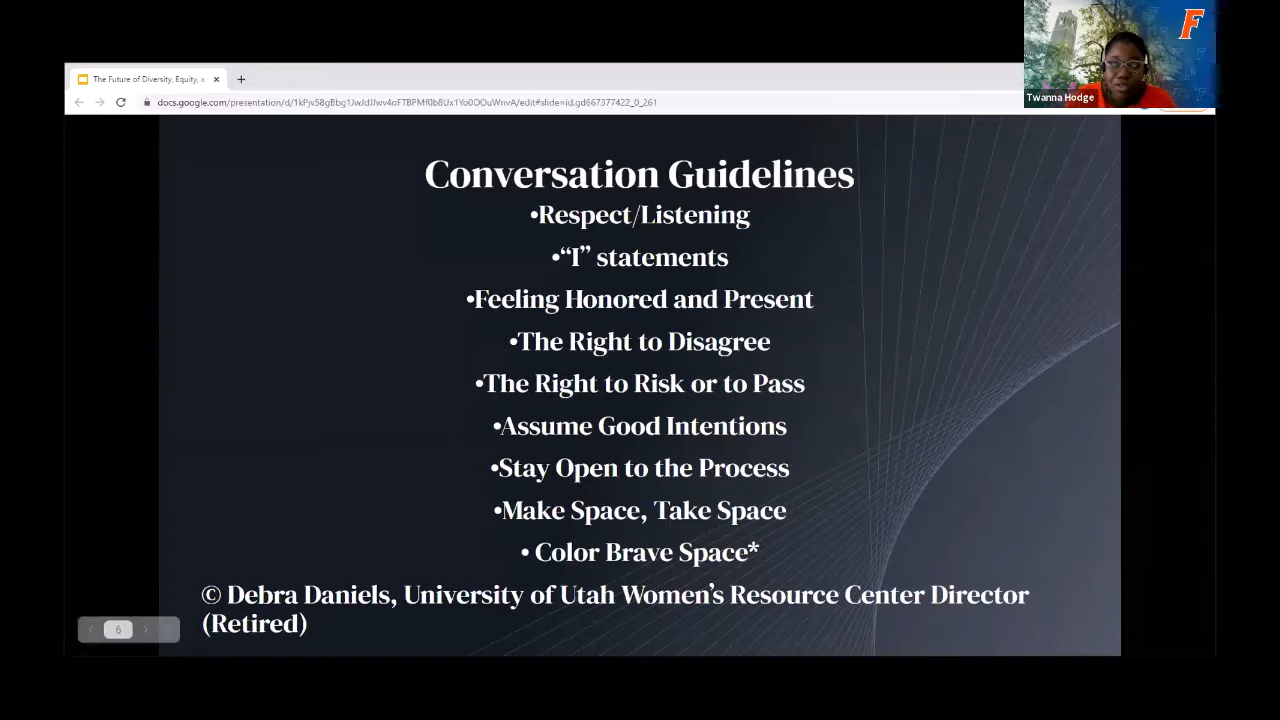 F
Twanna Hodge
The Future of Diversity, Equity, a
docs.google.com/presentation/d/1kPjv58gBbg1JwJHUwv4oFTBPMf0b8Ux1Yo0OOuWnvA/edit#slide=id.gd667377422_0_261
Conversation Guidelines
•Respect/Listening
•“I” statements
•Feeling Honored and Present
•The Right to Disagree
•The Right to Risk or to Pass
•Assume Good Intentions
•Stay Open to the Process
•Make Space, Take Space
• Color Brave Space*
© Debra Daniels, University of Utah Women’s Resource Center Director
(Retired)
6